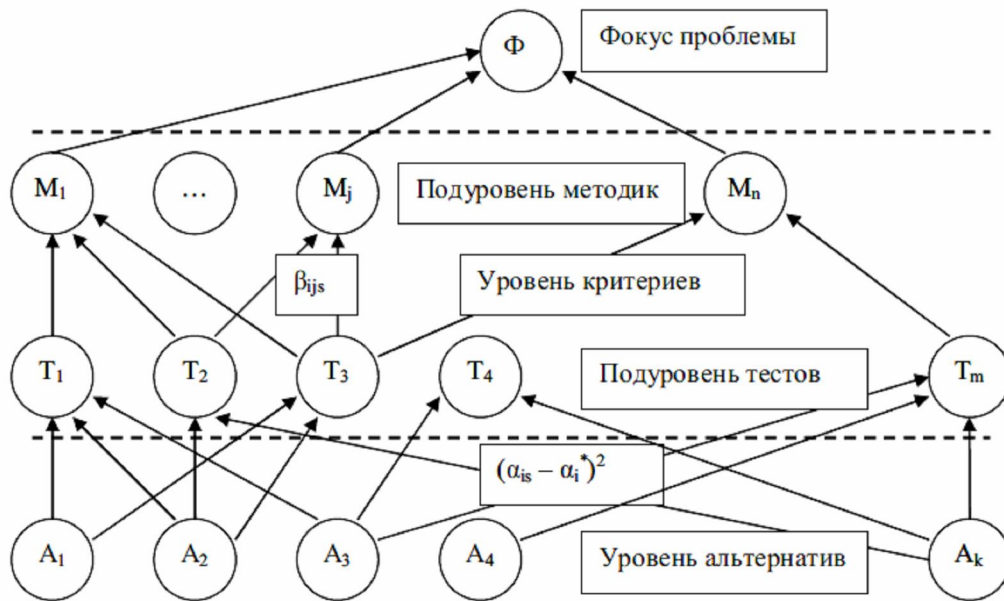 Ф
Фокус проблемы
M₁
…
Mⱼ
Подуровень методик
Mₙ
βᵢⱼₛ
Уровень критериев
T₁
T₂
T₃
T₄
Подуровень тестов
Tₘ
(αᵢₛ – αᵢ*)²
A₁
A₂
A₃
A₄
Уровень альтернатив
Aₖ